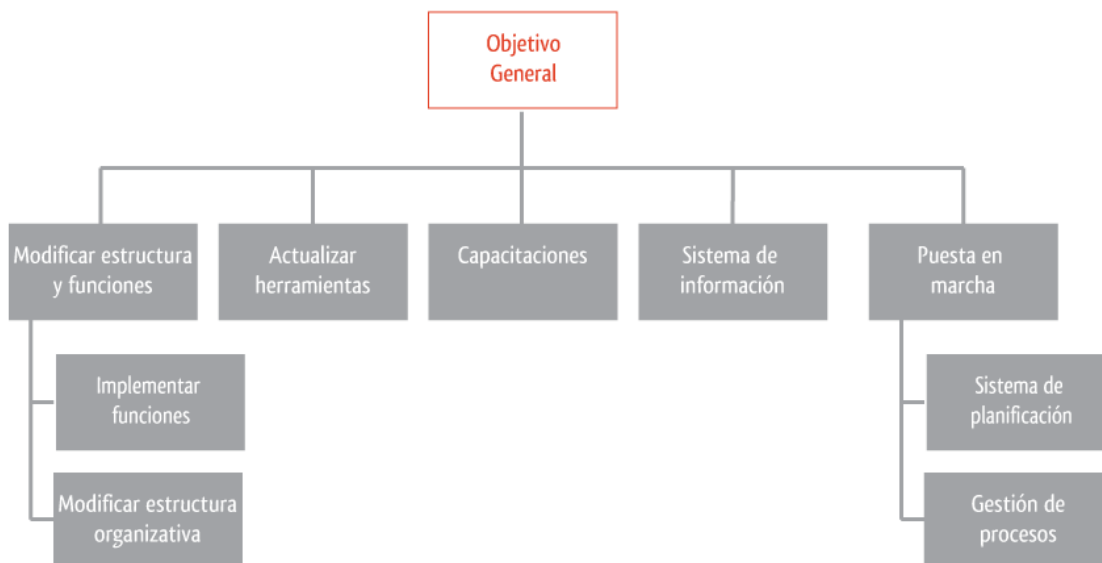 Objetivo
General
Modificar estructura
y funciones
Actualizar
herramientas
Capacitaciones
Sistema de
información
Puesta en
marcha
Implementar
funciones
Modificar estructura
organizativa
Sistema de
planificación
Gestión de
procesos